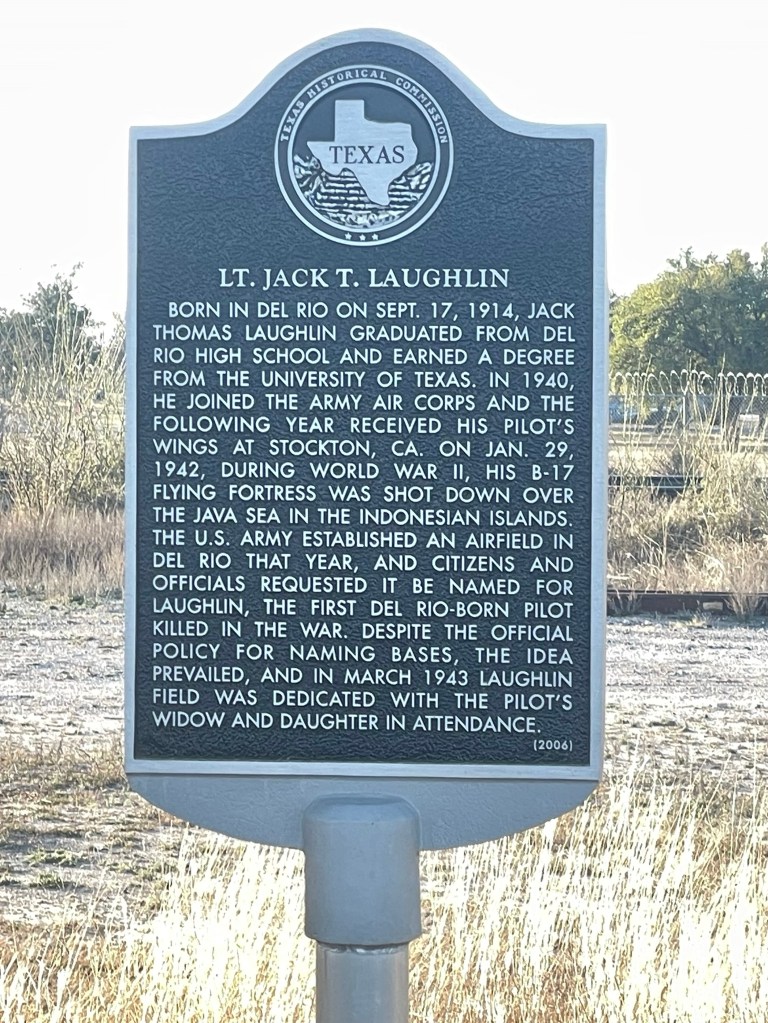 TEXAS HISTORICAL COMMISSION
TEXAS
LT. JACK T. LAUGHLIN
BORN IN DEL RIO ON SEPT. 17, 1914, JACK
THOMAS LAUGHLIN GRADUATED FROM DEL
RIO HIGH SCHOOL AND EARNED A DEGREE
FROM THE UNIVERSITY OF TEXAS. IN 1940,
HE JOINED THE ARMY AIR CORPS AND THE
FOLLOWING YEAR RECEIVED HIS PILOT'S
WINGS AT STOCKTON, CA. ON JAN. 29,
1942, DURING WORLD WAR II, HIS B-17
FLYING FORTRESS WAS SHOT DOWN OVER
THE JAVA SEA IN THE INDONESIAN ISLANDS.
THE U.S. ARMY ESTABLISHED AN AIRFIELD IN
DEL RIO THAT YEAR, AND CITIZENS AND
OFFICIALS REQUESTED IT BE NAMED FOR
LAUGHLIN, THE FIRST DEL RIO-BORN PILOT
KILLED IN THE WAR. DESPITE THE OFFICIAL
POLICY FOR NAMING BASES, THE IDEA
PREVAILED, AND IN MARCH 1943 LAUGHLIN
FIELD WAS DEDICATED WITH THE PILOT'S
WIDOW AND DAUGHTER IN ATTENDANCE.
(2006)